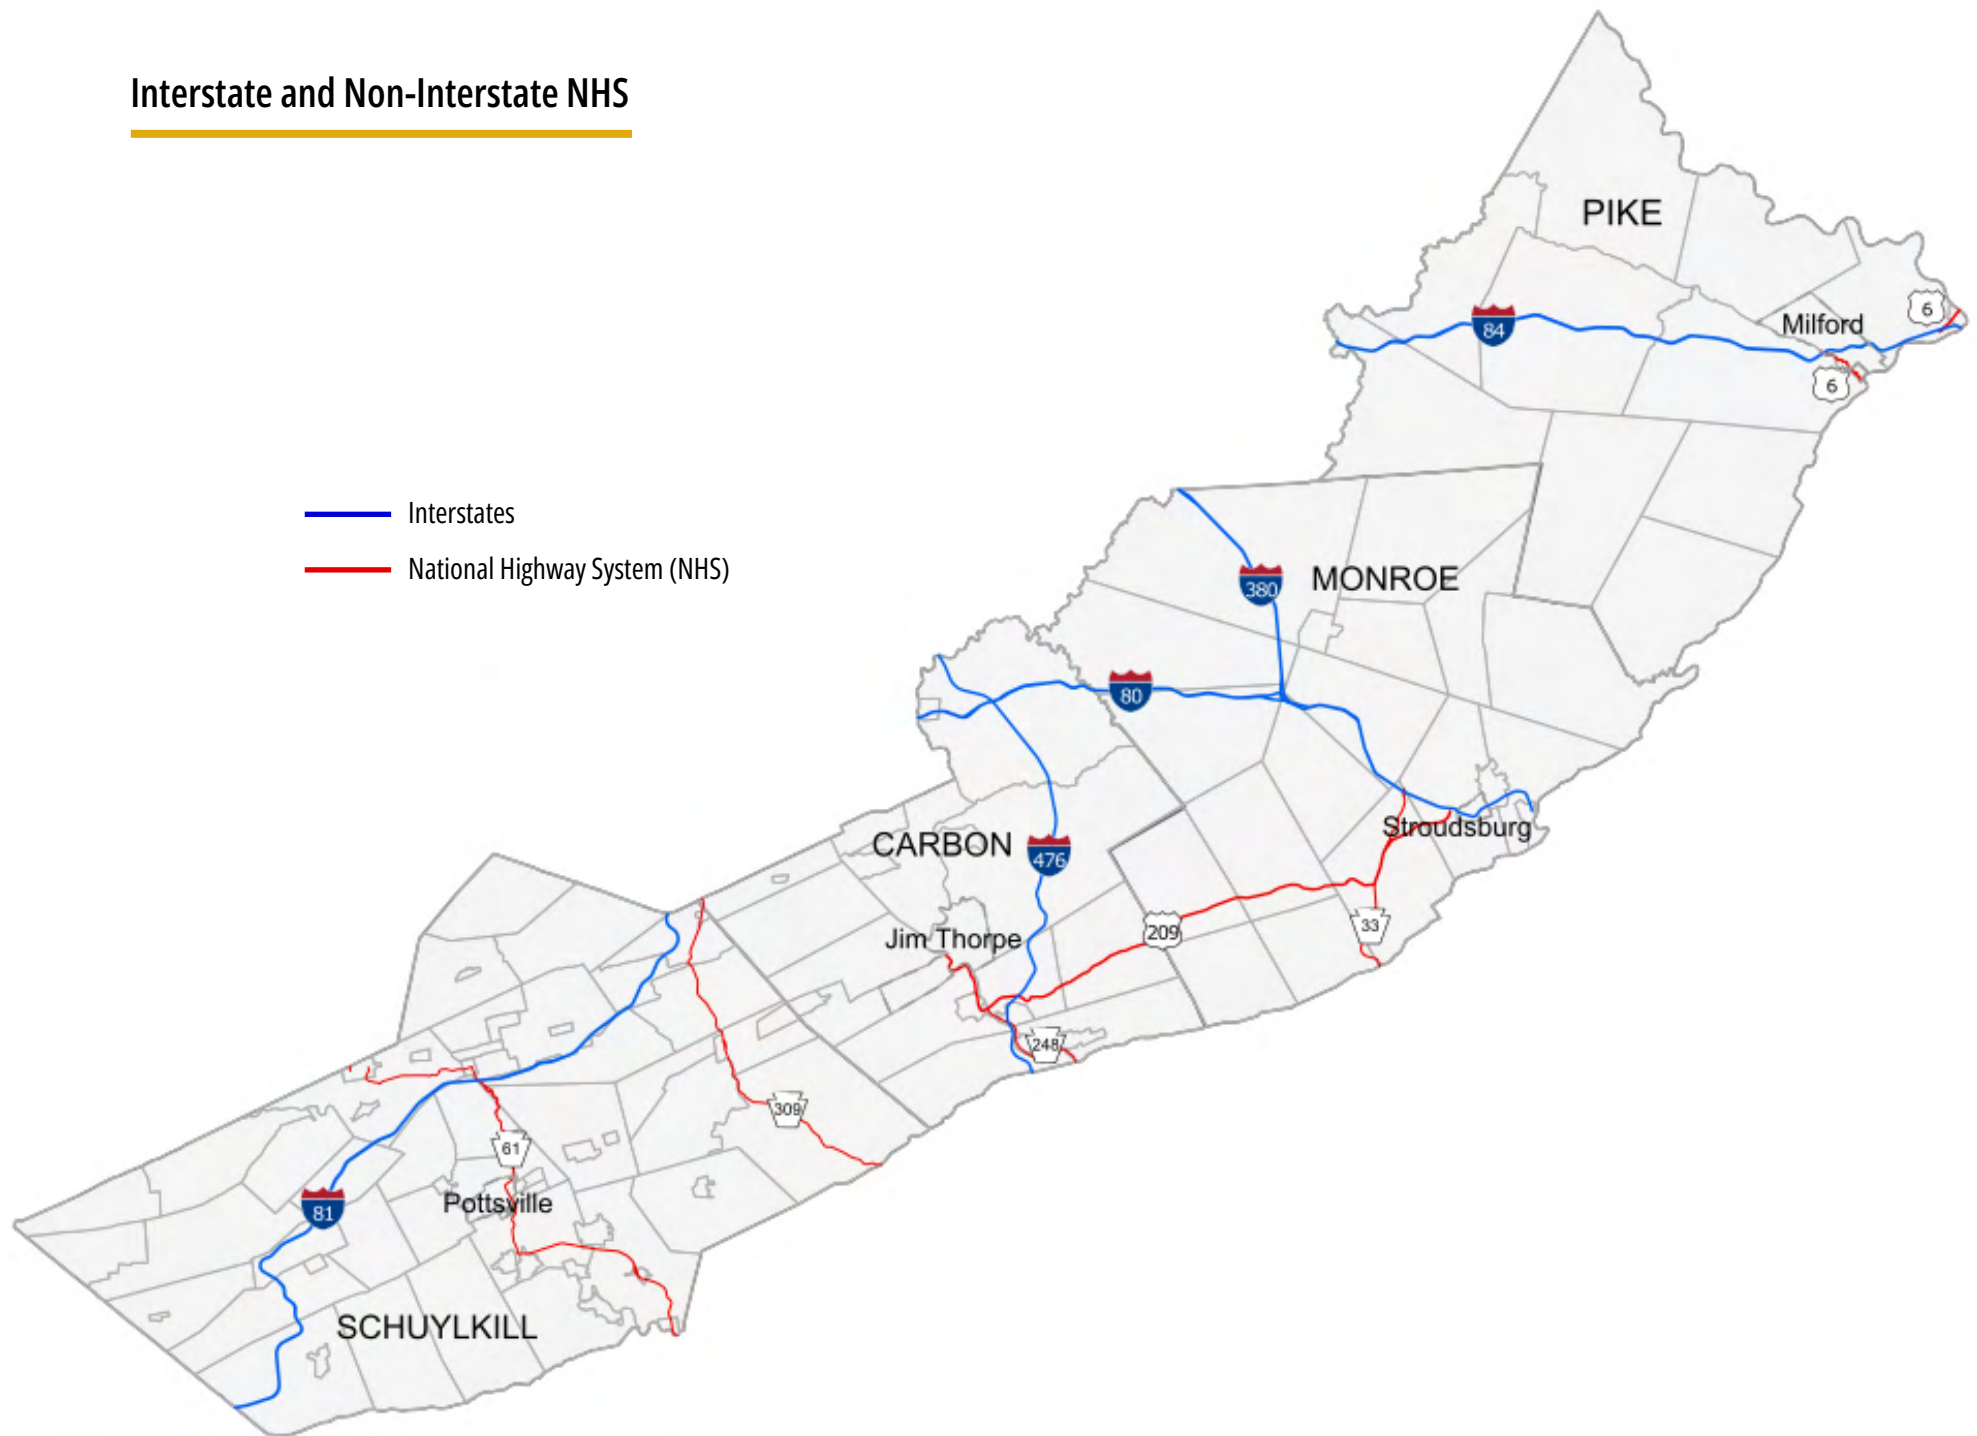 Interstate and Non-Interstate NHS
PIKE
6
84
Milford
6
Interstates
National Highway System (NHS)
380
MONROE
80
Stroudsburg
CARBON
476
Jim Thorpe
209
33
248
309
61
Pottsville
81
SCHUYLKILL